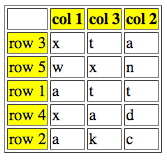 col 1 col 3 col 2
row 3 x t a
row 5 w x n
row 1 a t t
row 4 x a d
row 2 a k c